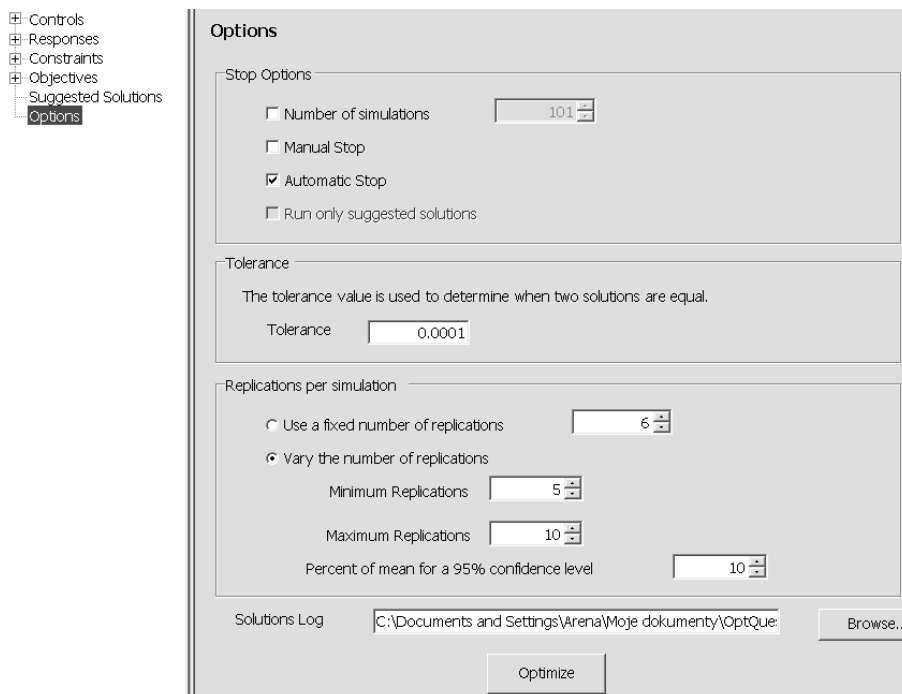 Controls
Responses
Constraints
Objectives
Suggested Solutions
Options
Options
Stop Options
Number of simulations 101
Manual Stop
Automatic Stop
Run only suggested solutions
Tolerance
The tolerance value is used to determine when two solutions are equal.
Tolerance 0.0001
Replications per simulation
Use a fixed number of replications 6
Vary the number of replications
Minimum Replications 5
Maximum Replications 10
Percent of mean for a 95% confidence level 10
Solutions Log C:\Documents and Settings\Arena\Moje dokumenty\OptQue Browse..
Optimize